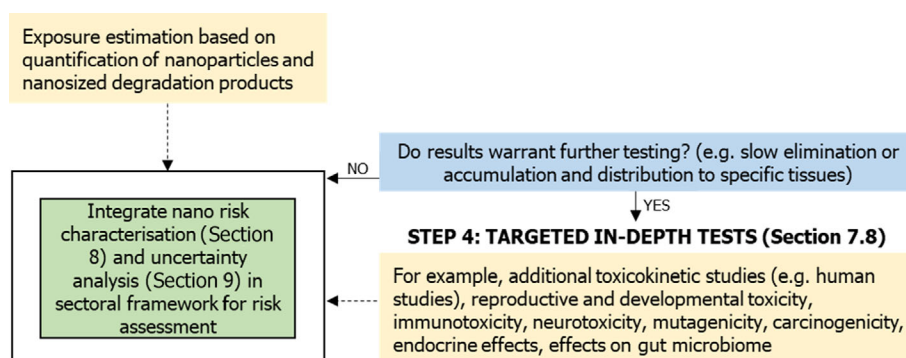 Exposure estimation based on
quantification of nanoparticles and
nanosized degradation products
Do results warrant further testing? (e.g. slow elimination or
accumulation and distribution to specific tissues)
NO
YES
Integrate nano risk
characterisation (Section
8) and uncertainty
analysis (Section 9) in
sectoral framework for risk
assessment
STEP 4: TARGETED IN-DEPTH TESTS (Section 7.8)
For example, additional toxicokinetic studies (e.g. human
studies), reproductive and developmental toxicity,
immunotoxicity, neurotoxicity, mutagenicity, carcinogenicity,
endocrine effects, effects on gut microbiome